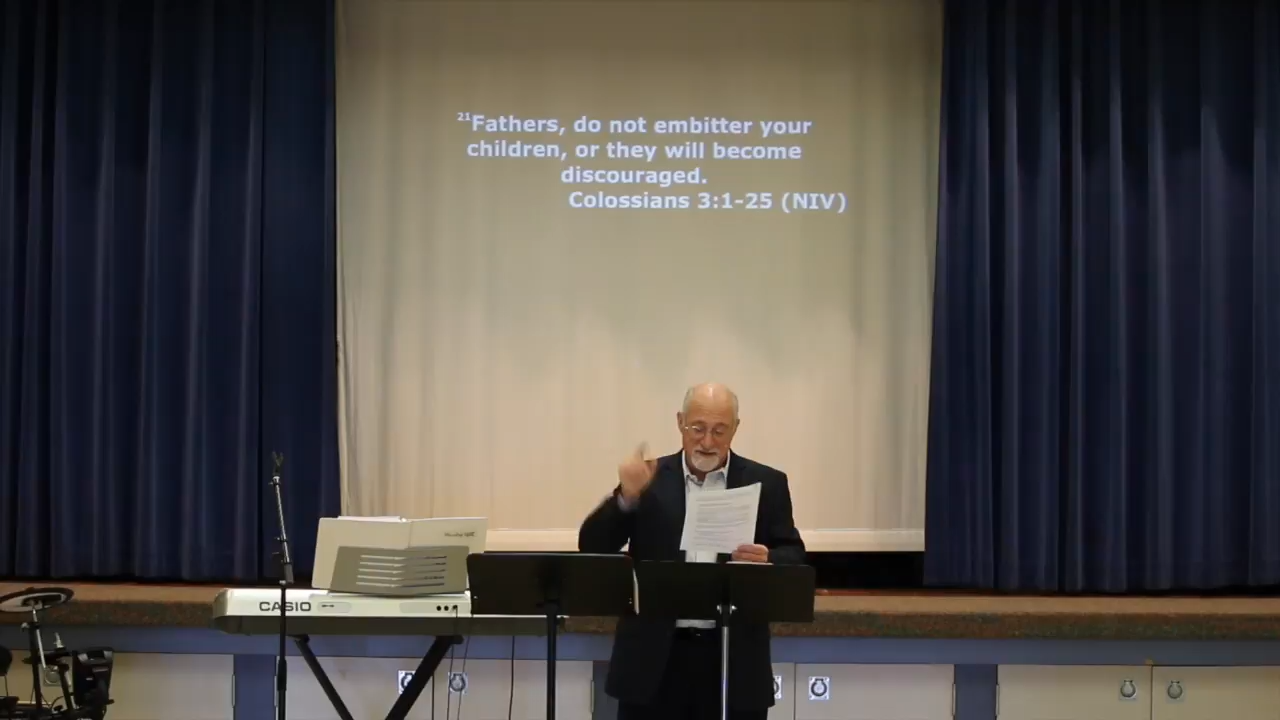 ²¹Fathers, do not embitter your
children, or they will become
discouraged.
Colossians 3:1-25 (NIV)
CASIO